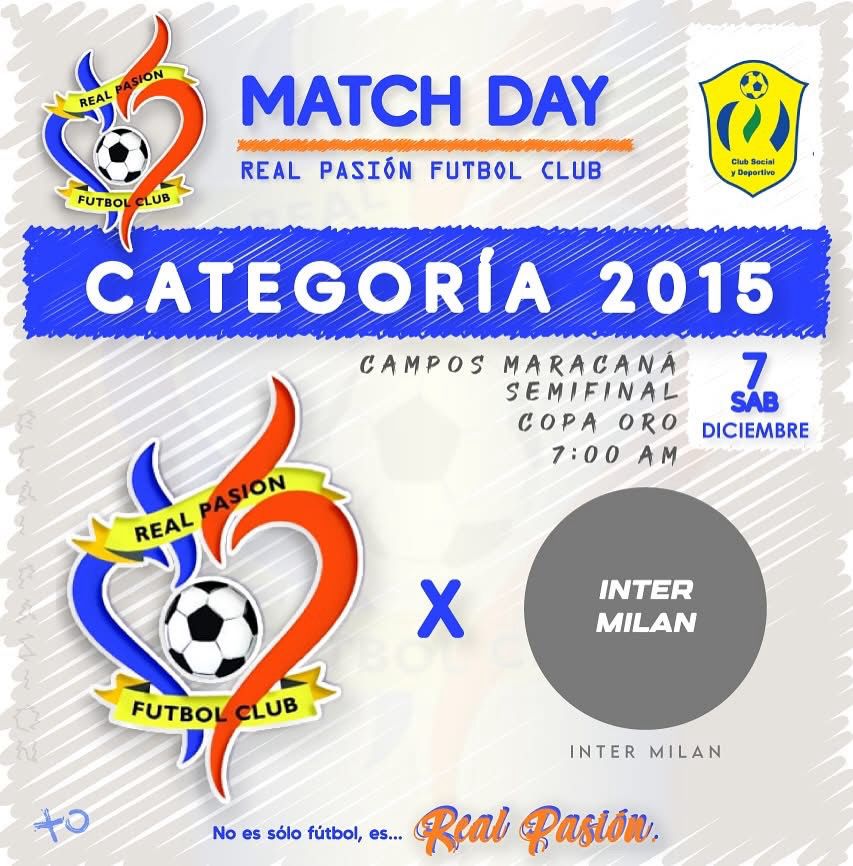 REAL PASION
FUTBOL CLUB
MATCH DAY
REAL PASIÓN FUTBOL CLUB
Club Social
y Deportivo
CATEGORÍA 2015
CAMPOS MARACANÁ
SEMIFINAL
COPA ORO
7:00 AM
7
SAB
DICIEMBRE
REAL PASION
FUTBOL CLUB
X
INTER
MILAN
INTER MILAN
No es sólo fútbol, es... Real Pasión.